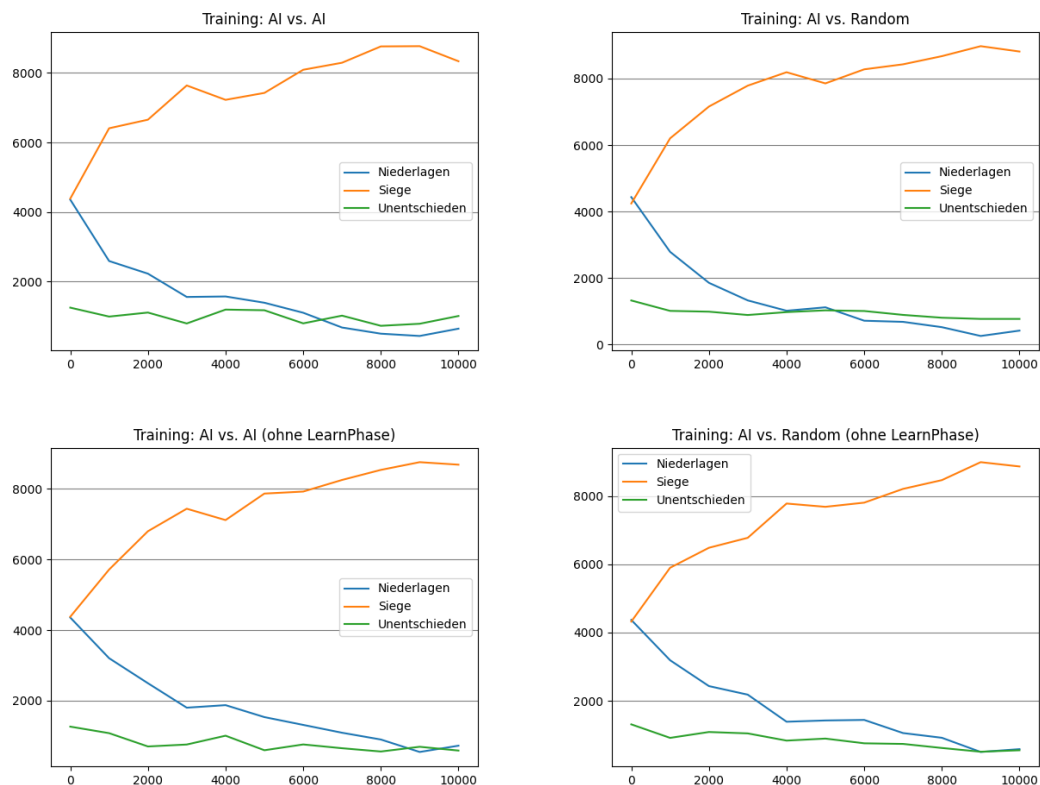 Training: AI vs. AI
8000
6000
4000
2000
Niederlagen
Siege
Unentschieden
0 2000 4000 6000 8000 10000
Training: AI vs. Random
8000
6000
4000
2000
0
Niederlagen
Siege
Unentschieden
0 2000 4000 6000 8000 10000
Training: AI vs. AI (ohne LearnPhase)
8000
6000
4000
2000
Niederlagen
Siege
Unentschieden
0 2000 4000 6000 8000 10000
Training: AI vs. Random (ohne LearnPhase)
Niederlagen
Siege
Unentschieden
8000
6000
4000
2000
0 2000 4000 6000 8000 10000